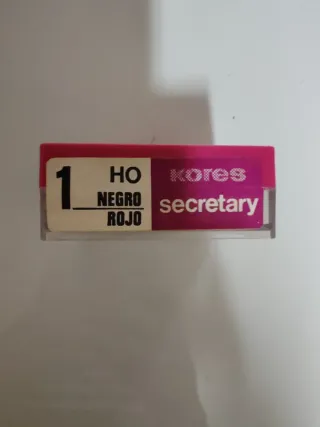 1 HO
NEGRO
ROJO
Kores
secretary